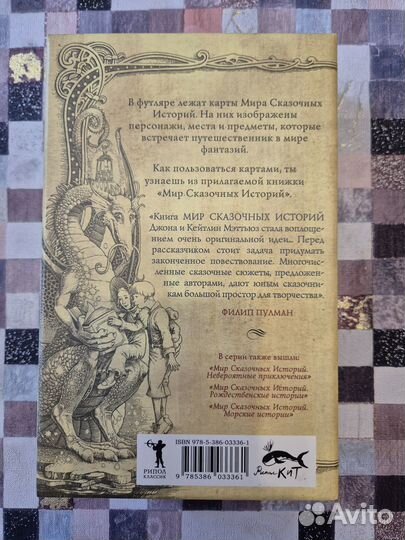 В футляре лежат карты Мира Сказочных
Историй. На них изображены
персонажи, места и предметы, которые
встречает путешественник в мире
фантазий.
Как пользоваться картами, ты
узнаешь из прилагаемой книжки
«Мир Сказочных Историй».
«Книга МИР СКАЗОЧНЫХ ИСТОРИЙ
Джона и Кейтлин Мэттьюз стала воплоще-
нием очень оригинальной идеи... Перед
рассказчиком стоит задача придумать
законченное повествование. Многочис-
ленные сказочные сюжеты, предложен-
ные авторами, дают юным сказочни-
кам большой простор для творчества».
ФИЛИП ПУЛМАН
В серии также вышли:
«Мир Сказочных Историй.
Невероятные приключения»
«Мир Сказочных Историй.
Рождественские истории»
«Мир Сказочных Историй.
Морские истории»
РИПОЛ
КЛАССИК
ISBN 978-5-386-03336-1
9 785386 033361
Рипол КИТ
Avito